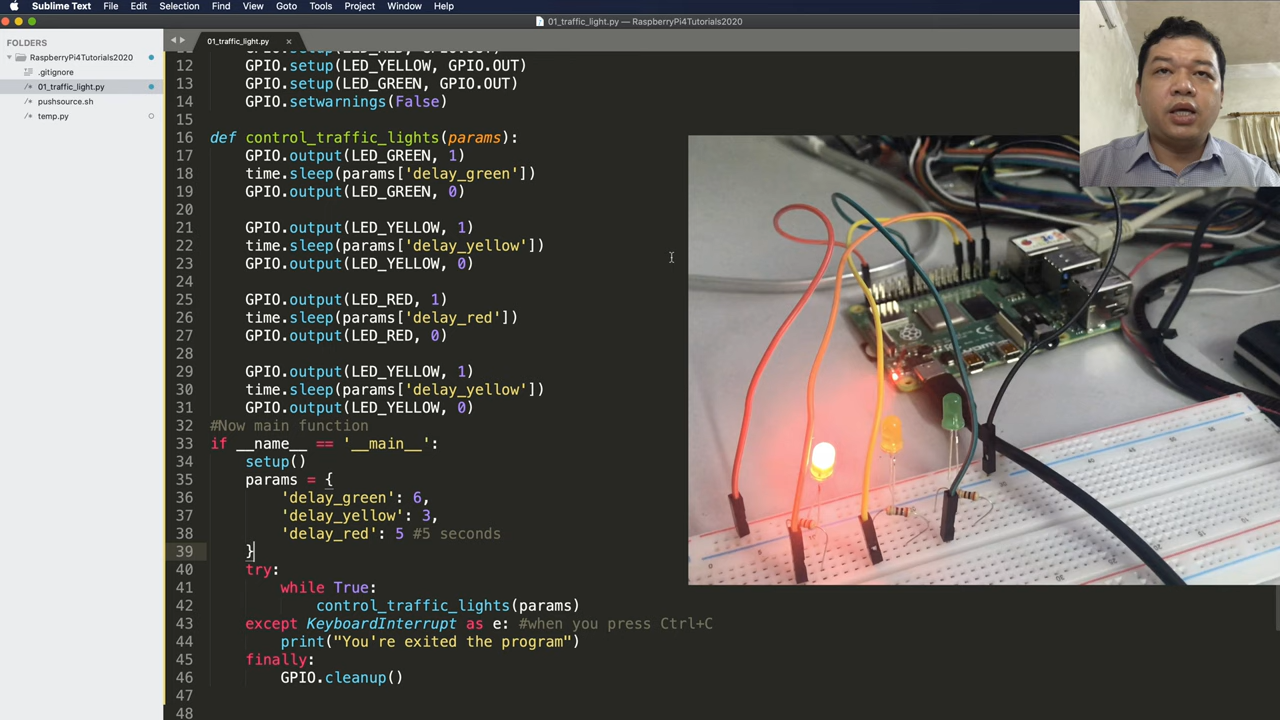 Sublime Text File Edit Selection Find View Goto Tools Project Window Help
01_traffic_light.py — RaspberryPi4Tutorials2020
FOLDERS
RaspberryPi4Tutorials2020
.gitignore
/* 01_traffic_light.py
/* pushsource.sh
/* temp.py
01_traffic_light.py ×
12 GPIO.setup(LED_YELLOW, GPIO.OUT)
13 GPIO.setup(LED_GREEN, GPIO.OUT)
14 GPIO.setwarnings(False)
15
16 def control_traffic_lights(params):
17 GPIO.output(LED_GREEN, 1)
18 time.sleep(params['delay_green'])
19 GPIO.output(LED_GREEN, 0)
20
21 GPIO.output(LED_YELLOW, 1)
22 time.sleep(params['delay_yellow'])
23 GPIO.output(LED_YELLOW, 0)
24
25 GPIO.output(LED_RED, 1)
26 time.sleep(params['delay_red'])
27 GPIO.output(LED_RED, 0)
28
29 GPIO.output(LED_YELLOW, 1)
30 time.sleep(params['delay_yellow'])
31 GPIO.output(LED_YELLOW, 0)
32 #Now main function
33 if __name__ == '__main__':
34 setup()
35 params = {
36 'delay_green': 6,
37 'delay_yellow': 3,
38 'delay_red': 5 #5 seconds
39 }
40 try:
41 while True:
42 control_traffic_lights(params)
43 except KeyboardInterrupt as e: #when you press Ctrl+C
44 print("You're exited the program")
45 finally:
46 GPIO.cleanup()
47
48